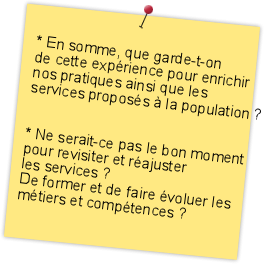 * En somme, que garde-t-on
de cette expérience pour enrichir
nos pratiques ainsi que les
services proposés à la population ?
* Ne serait-ce pas le bon moment
pour revisiter et réajuster
les services ?
De former et de faire évoluer les
métiers et compétences ?